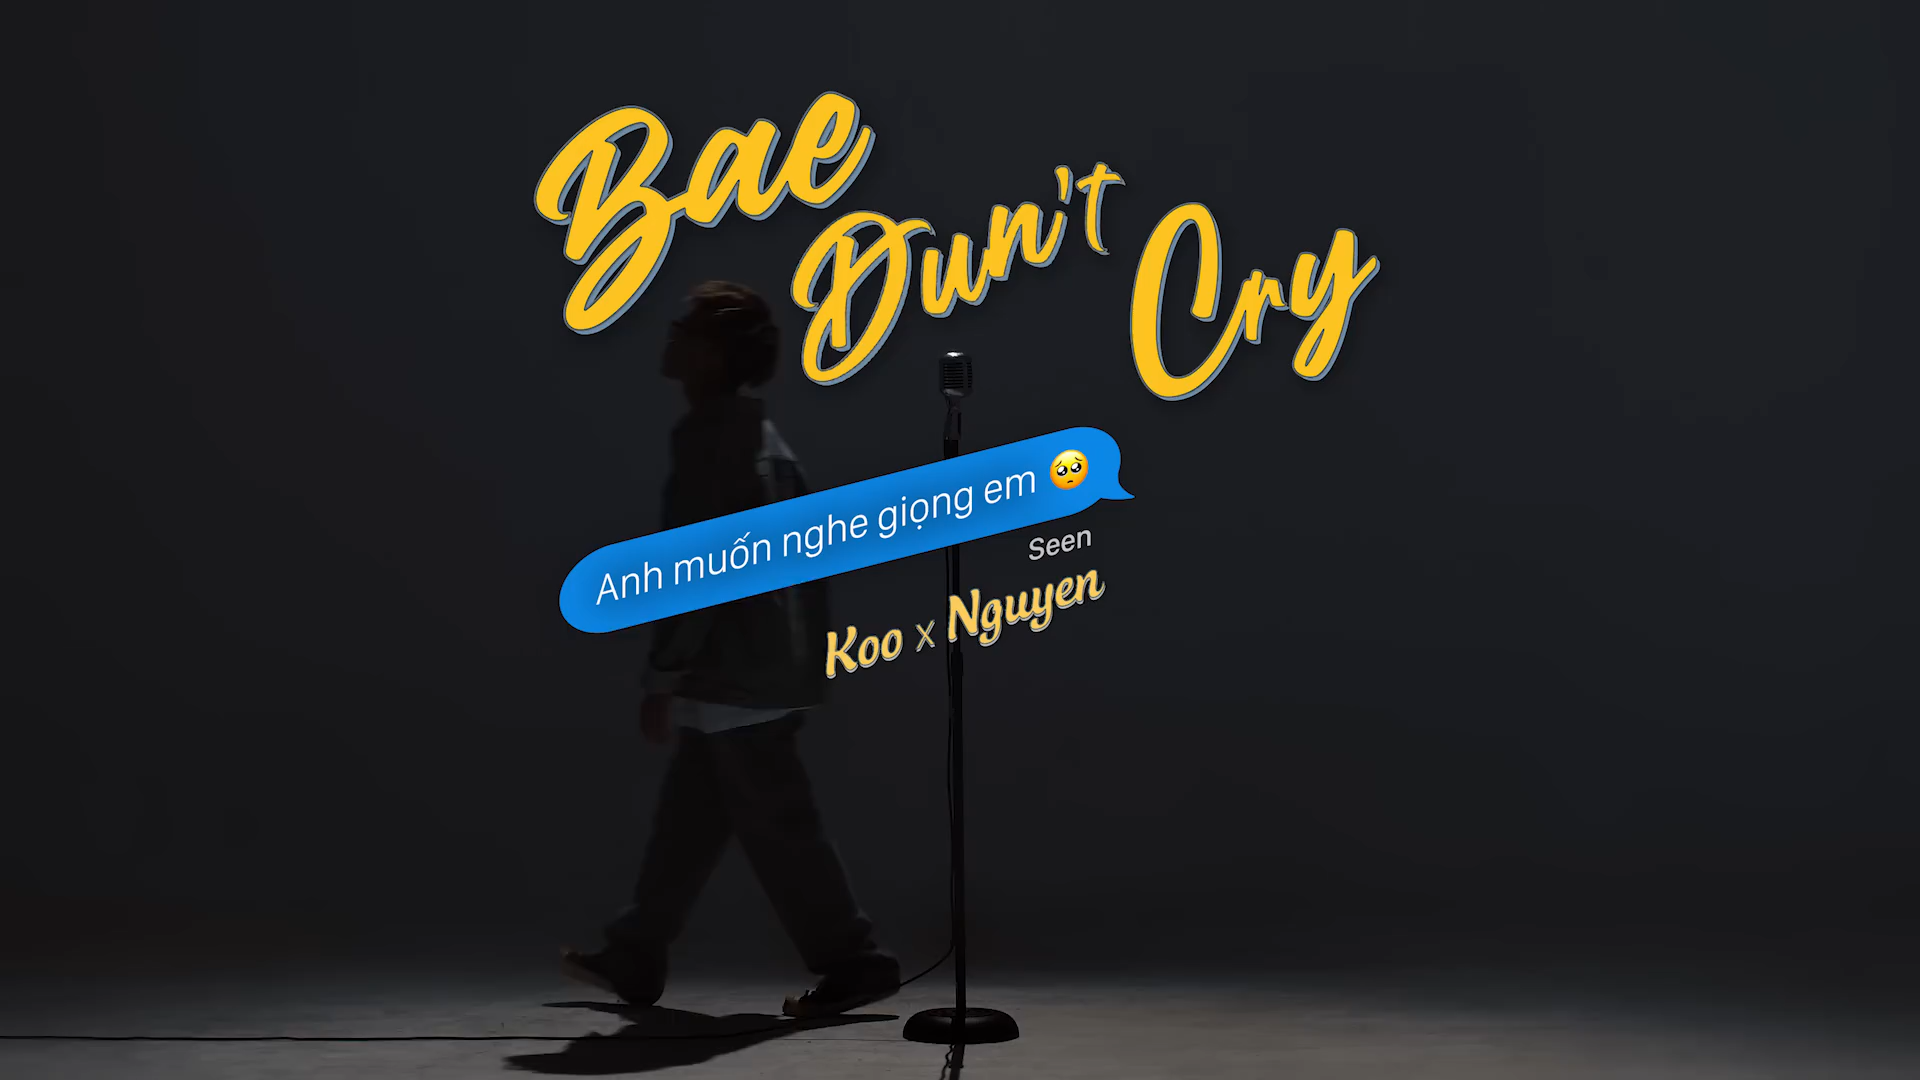 Bae
Dun't
Cry
Anh muốn nghe giọng em 🥺
Seen
Koo x Nguyen